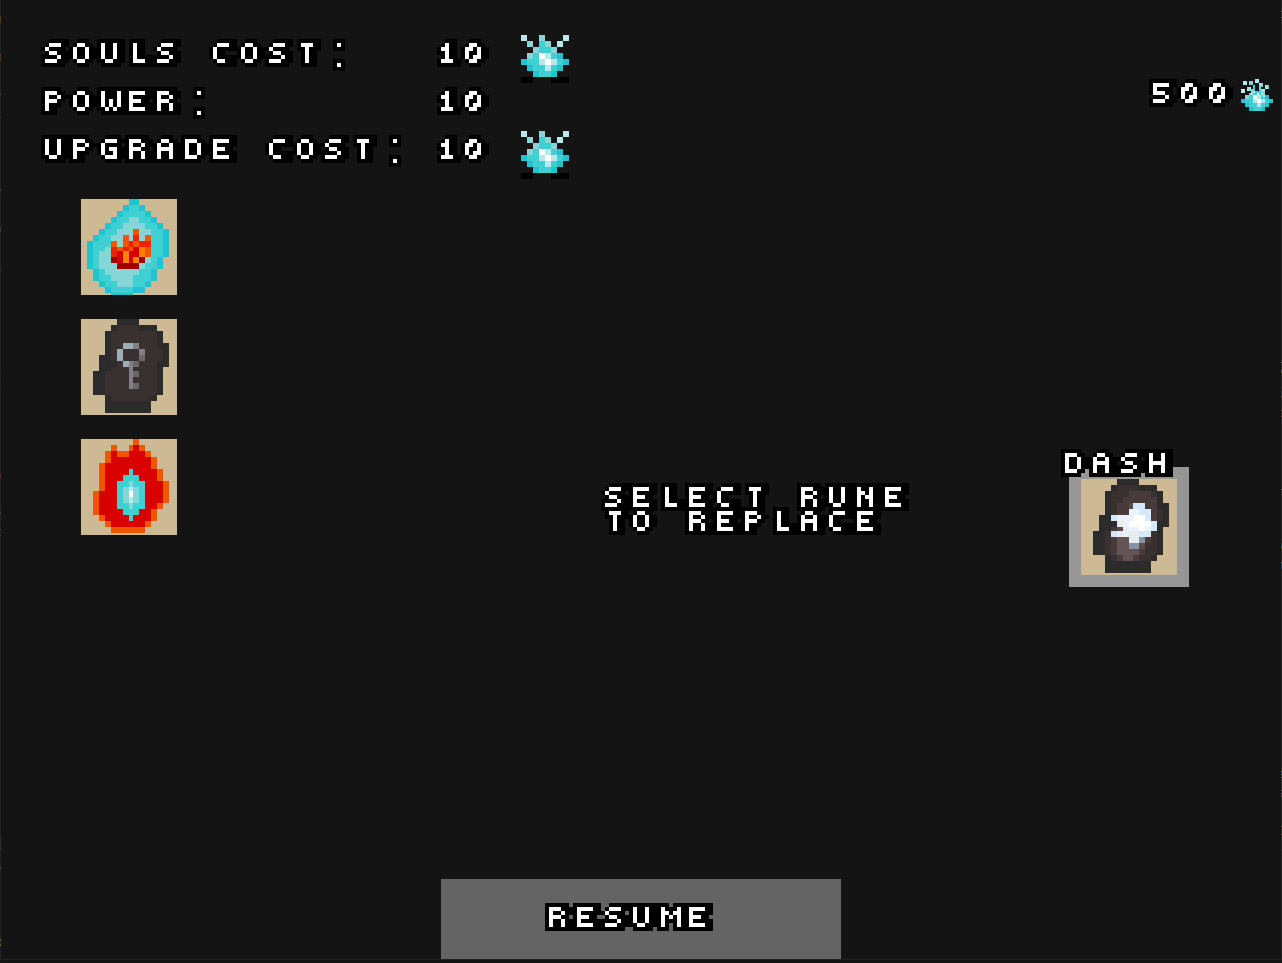 SOULS COST: 10
POWER: 10
UPGRADE COST: 10
500
DASH
SELECT RUNE
TO REPLACE
RESUME